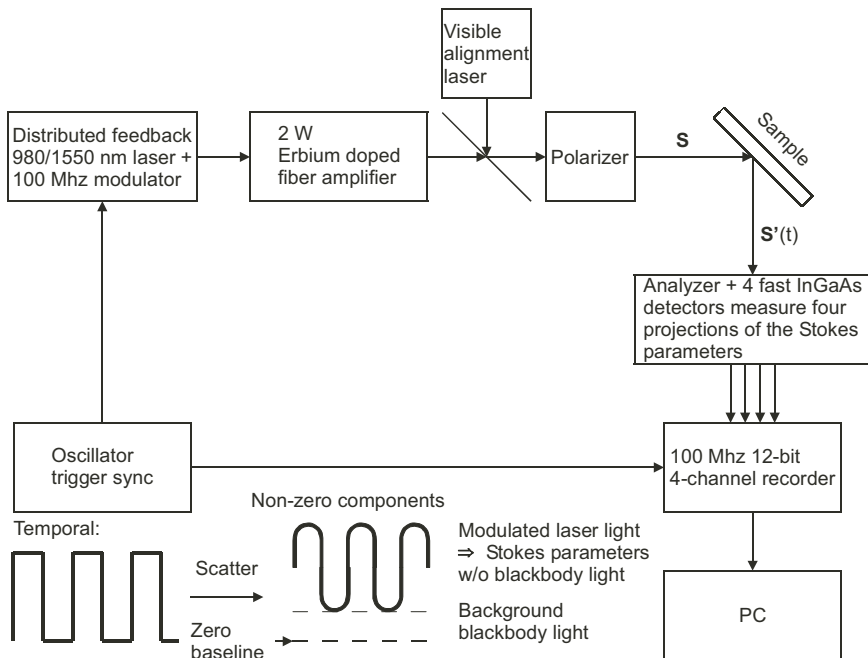 Visible
alignment
laser
Distributed feedback
980/1550 nm laser +
100 Mhz modulator
2 W
Erbium doped
fiber amplifier
Polarizer
S
Sample
S'(t)
Analyzer + 4 fast InGaAs
detectors measure four
projections of the Stokes
parameters
Oscillator
trigger sync
100 Mhz 12-bit
4-channel recorder
Non-zero components
Temporal:
Scatter
Modulated laser light
⇒ Stokes parameters
w/o blackbody light
Zero
baseline
Background
blackbody light
PC